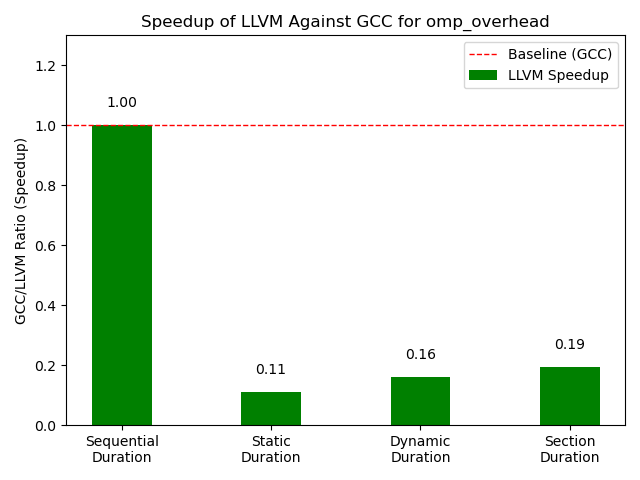 Speedup of LLVM Against GCC for omp_overhead
Baseline (GCC)
LLVM Speedup
GCC/LLVM Ratio (Speedup)
1.2
1.0
0.8
0.6
0.4
0.2
0.0
1.00
0.11
0.16
0.19
Sequential
Duration
Static
Duration
Dynamic
Duration
Section
Duration